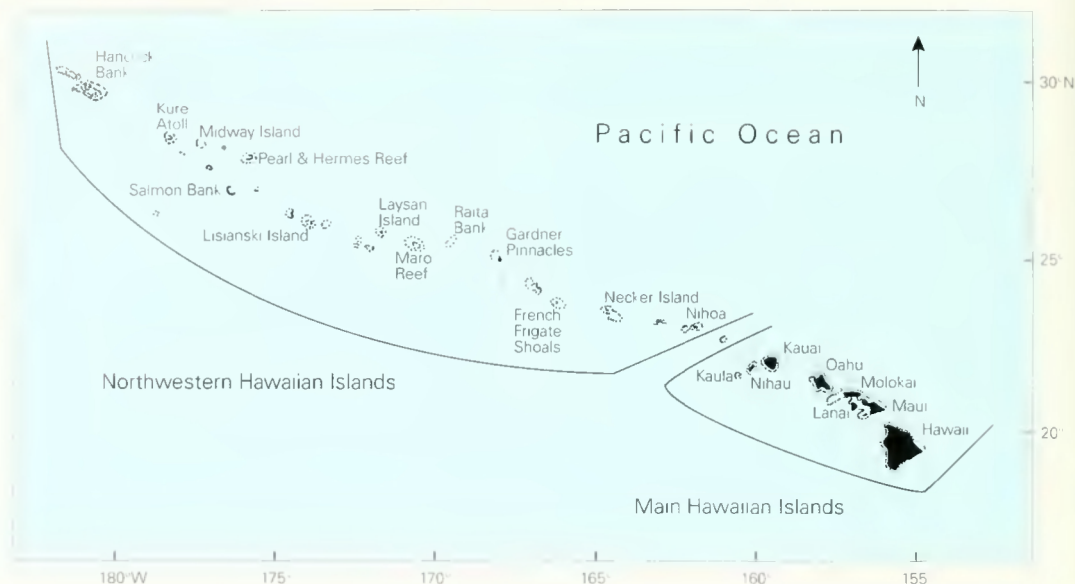 Hancock
Bank
30°N
N
Kure
Atoll
Midway Island
Pacific Ocean
Pearl & Hermes Reef
Salmon Bank
Laysan
Island
Raita
Bank
Gardner
Pinnacles
Lisianski Island
Maro
Reef
25°
Necker Island
Nihoa
French
Frigate
Shoals
Kauai
Oahu
Northwestern Hawaiian Islands
Kaula
Nihau
Molokai
Lanai
Maui
Hawaii
20°
Main Hawaiian Islands
180°W
175°
170°
165°
160°
155